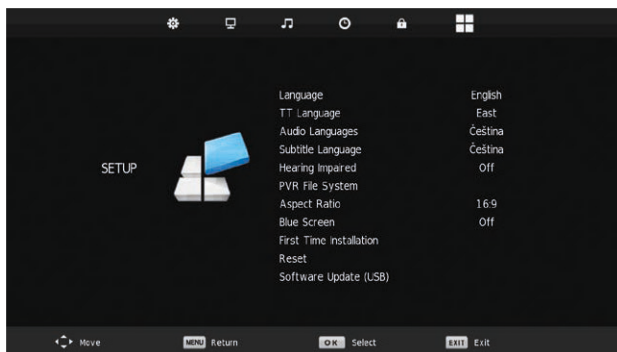 SETUP
Language English
TT Language East
Audio Languages Čeština
Subtitle Language Čeština
Hearing Impaired Off
PVR File System
Aspect Ratio 16:9
Blue Screen Off
First Time Installation
Reset
Software Update (USB)
Move MENU Return OK Select EXIT Exit